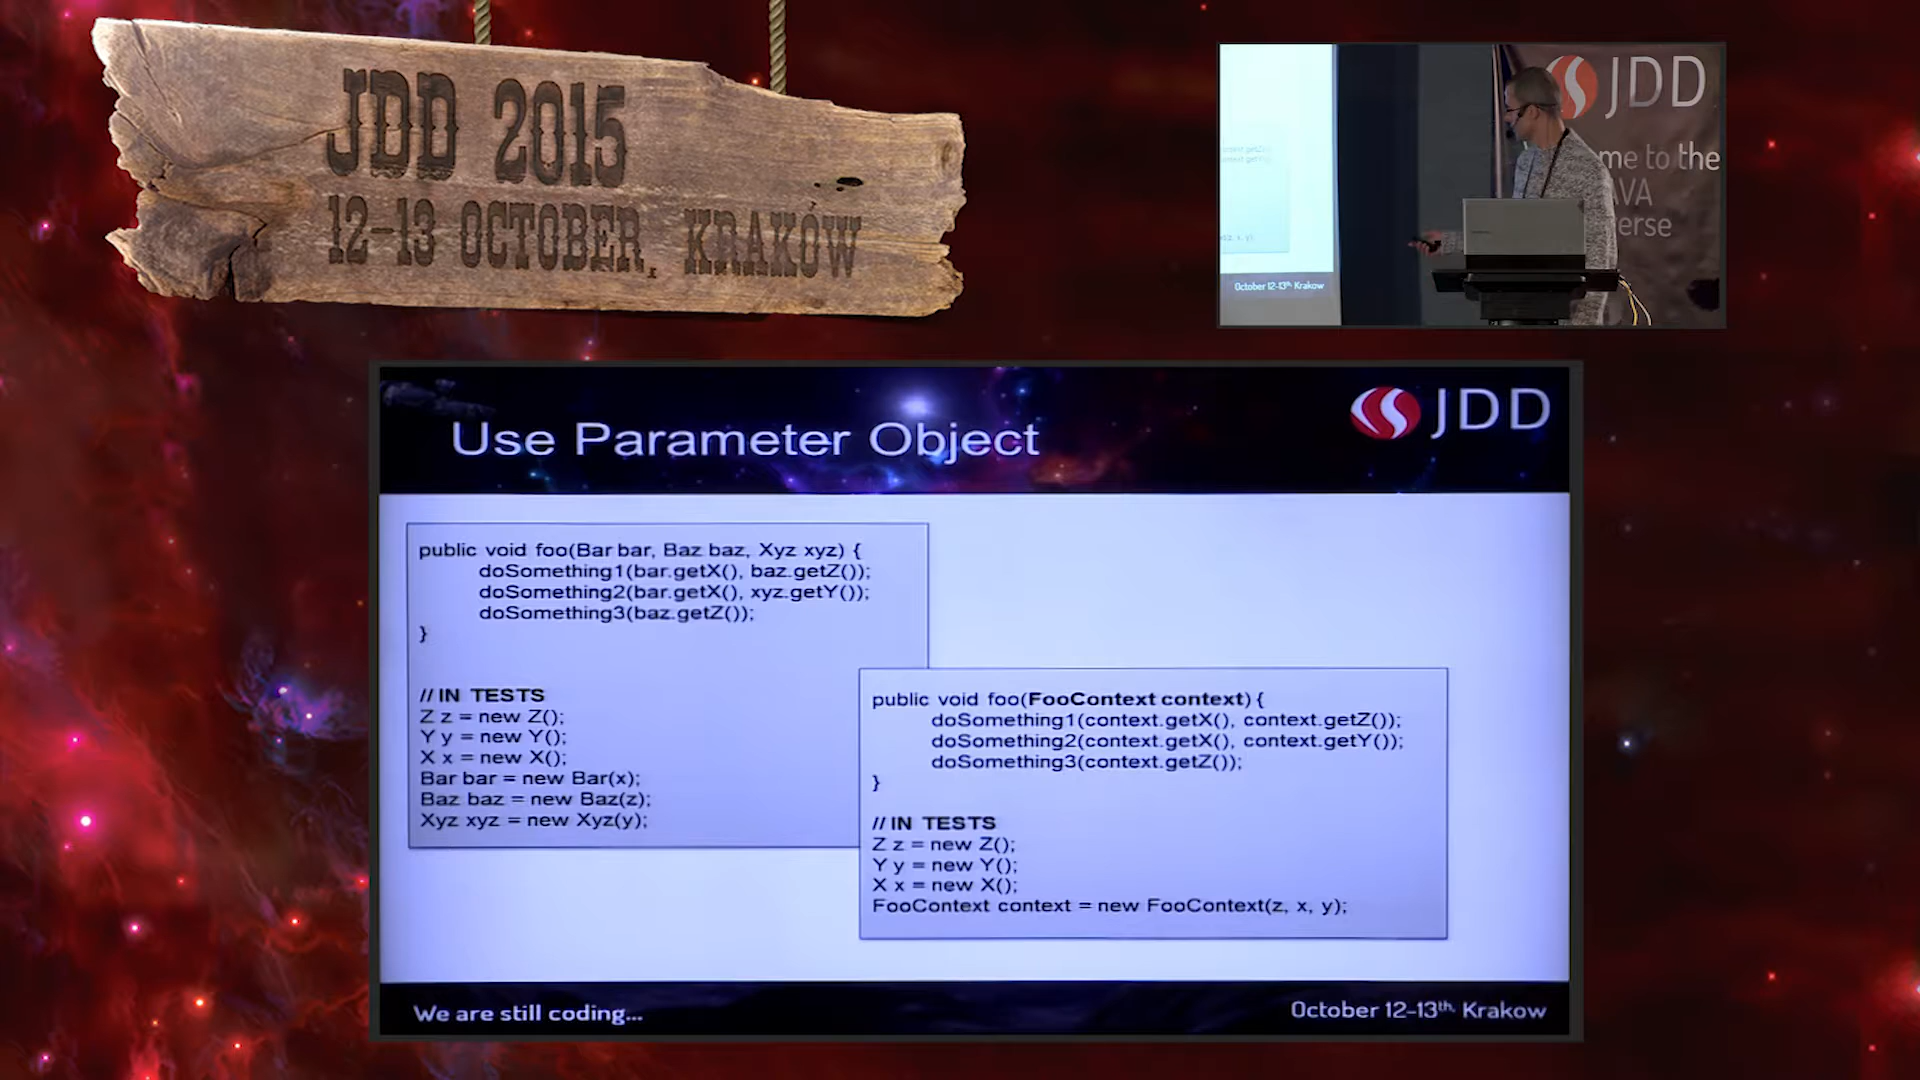 JDD 2015
12-13 OCTOBER, KRAKÓW
JDD
me to the
AVA
erse
October 12-13th, Krakow
Use Parameter Object
JDD
public void foo(Bar bar, Baz baz, Xyz xyz) {
doSomething1(bar.getX(), baz.getZ());
doSomething2(bar.getX(), xyz.getY());
doSomething3(baz.getZ());
}
// IN TESTS
Z z = new Z();
Y y = new Y();
X x = new X();
Bar bar = new Bar(x);
Baz baz = new Baz(z);
Xyz xyz = new Xyz(y);
public void foo(FooContext context) {
doSomething1(context.getX(), context.getZ());
doSomething2(context.getX(), context.getY());
doSomething3(context.getZ());
}
// IN TESTS
Z z = new Z();
Y y = new Y();
X x = new X();
FooContext context = new FooContext(z, x, y);
We are still coding...
October 12-13th, Krakow